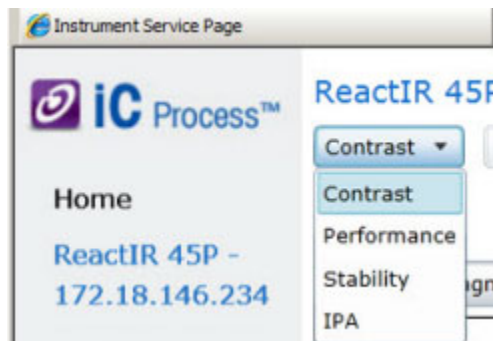 Instrument Service Page
iC Process™
ReactIR 45P
Contrast
Home
Contrast
Performance
ReactIR 45P -
172.18.146.234
Stability
IPA